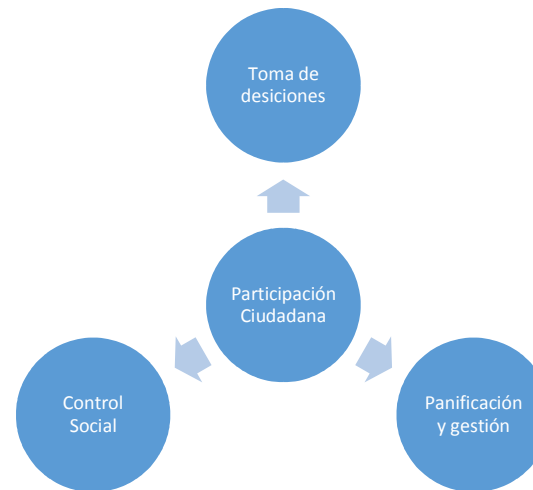 Toma de
desiciones
Participación
Ciudadana
Control
Social
Panificación
y gestión